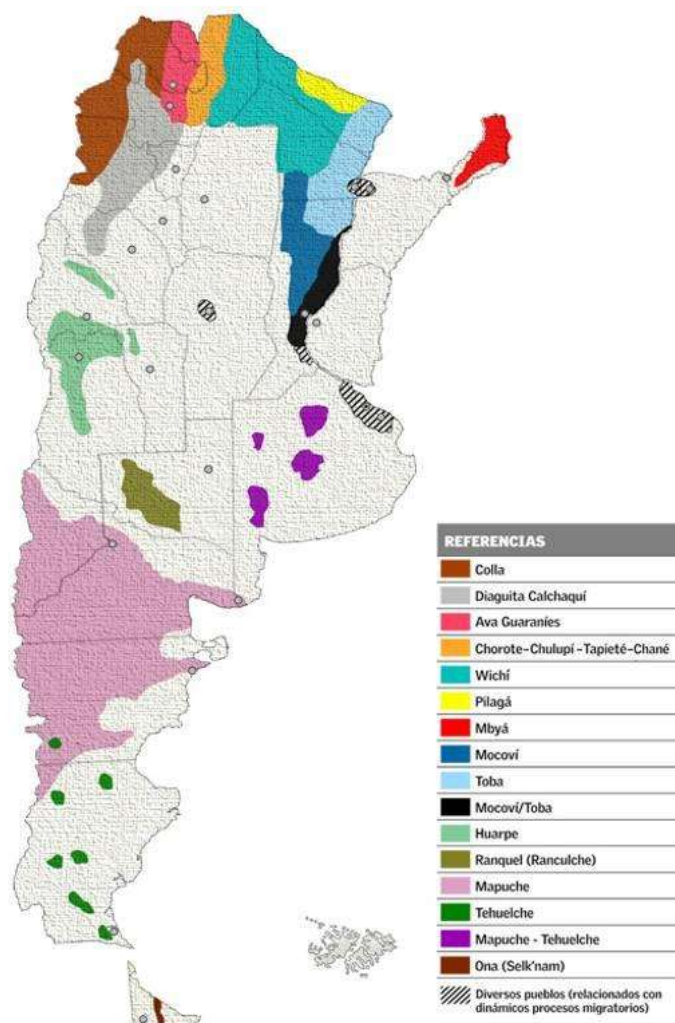 REFERENCIAS
Colla
Diaguita Calchaquí
Ava Guaraníes
Chorote-Chulupí -Tapieté-Chané
Wichí
Pilagá
Mbyá
Mocoví
Toba
Mocoví/Toba
Huarpe
Ranquel (Ranculche)
Mapuche
Tehuelche
Mapuche - Tehuelche
Ona (Selk'nam)
Diversos pueblos (relacionados con
dinámicos procesos migratorios)